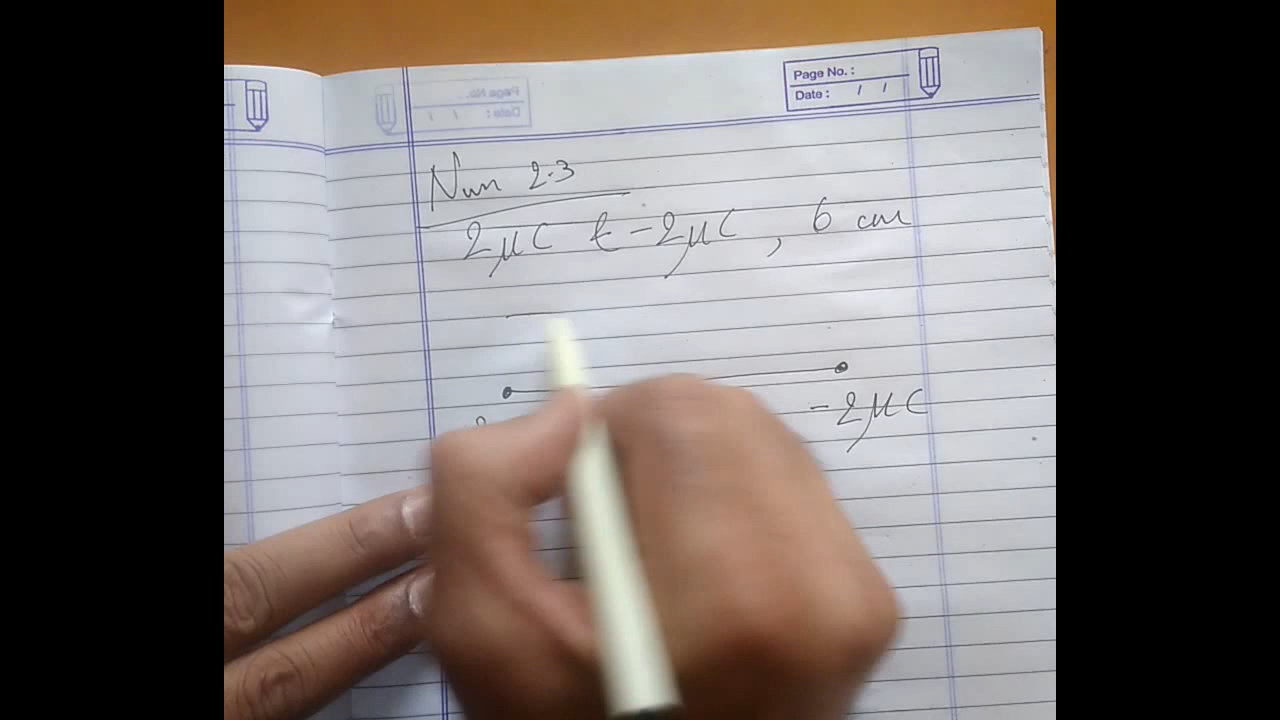 Page No. :
Date : / /
Num 2.3
2μC & -2μC, 6 cm
-2μC